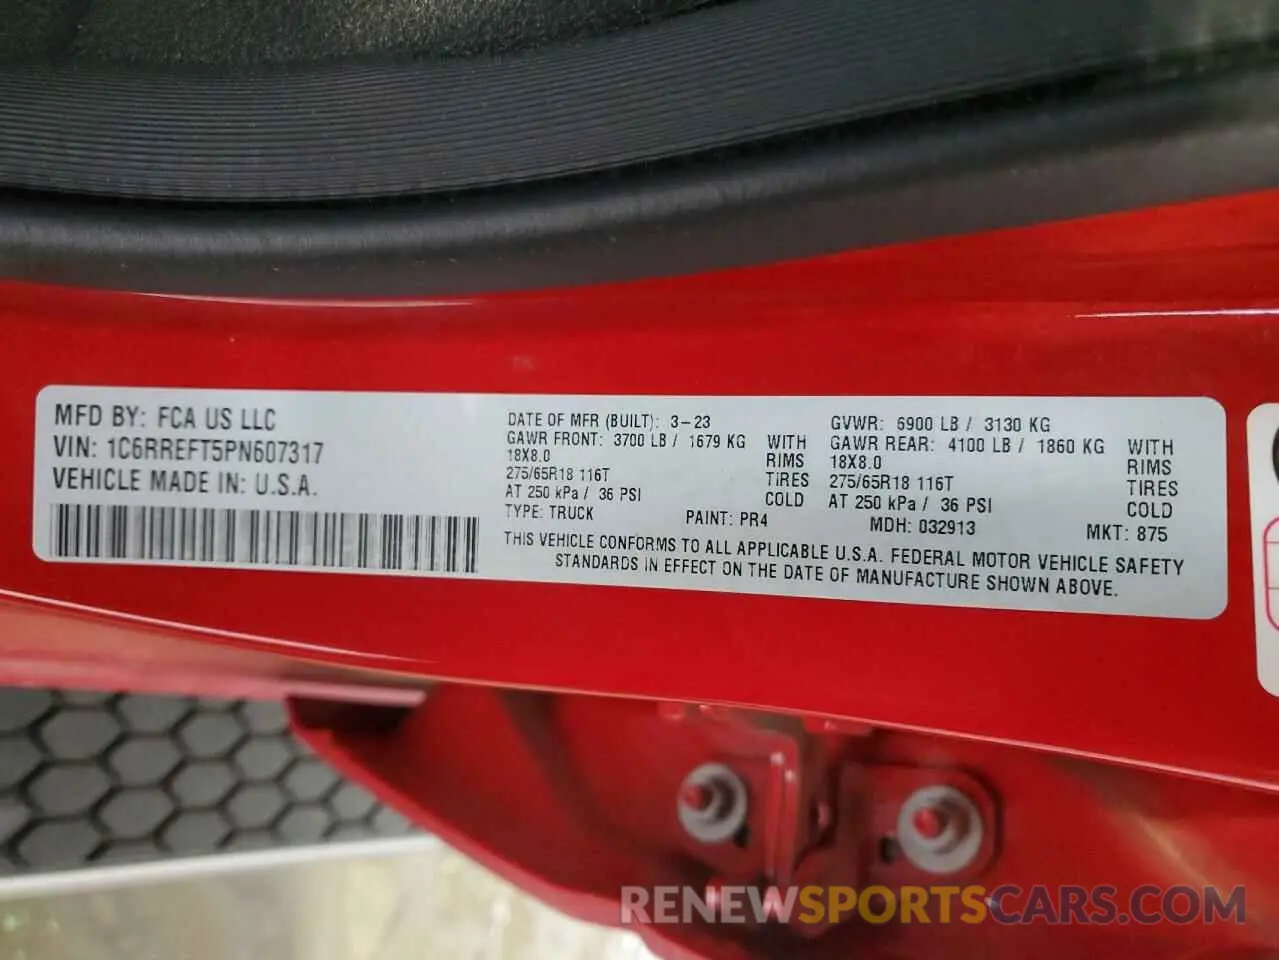 MFD BY: FCA US LLC
VIN: 1C6RREFT5PN607317
VEHICLE MADE IN: U.S.A.
DATE OF MFR (BUILT): 3-23
GAWR FRONT: 3700 LB / 1679 KG WITH
18X8.0 RIMS
275/65R18 116T TIRES
AT 250 kPa / 36 PSI COLD
GVWR: 6900 LB / 3130 KG
GAWR REAR: 4100 LB / 1860 KG WITH
18X8.0 RIMS
275/65R18 116T TIRES
AT 250 kPa / 36 PSI COLD
TYPE: TRUCK PAINT: PR4 MDH: 032913 MKT: 875
THIS VEHICLE CONFORMS TO ALL APPLICABLE U.S.A. FEDERAL MOTOR VEHICLE SAFETY
STANDARDS IN EFFECT ON THE DATE OF MANUFACTURE SHOWN ABOVE.
RENEWSPORTSCARS.COM